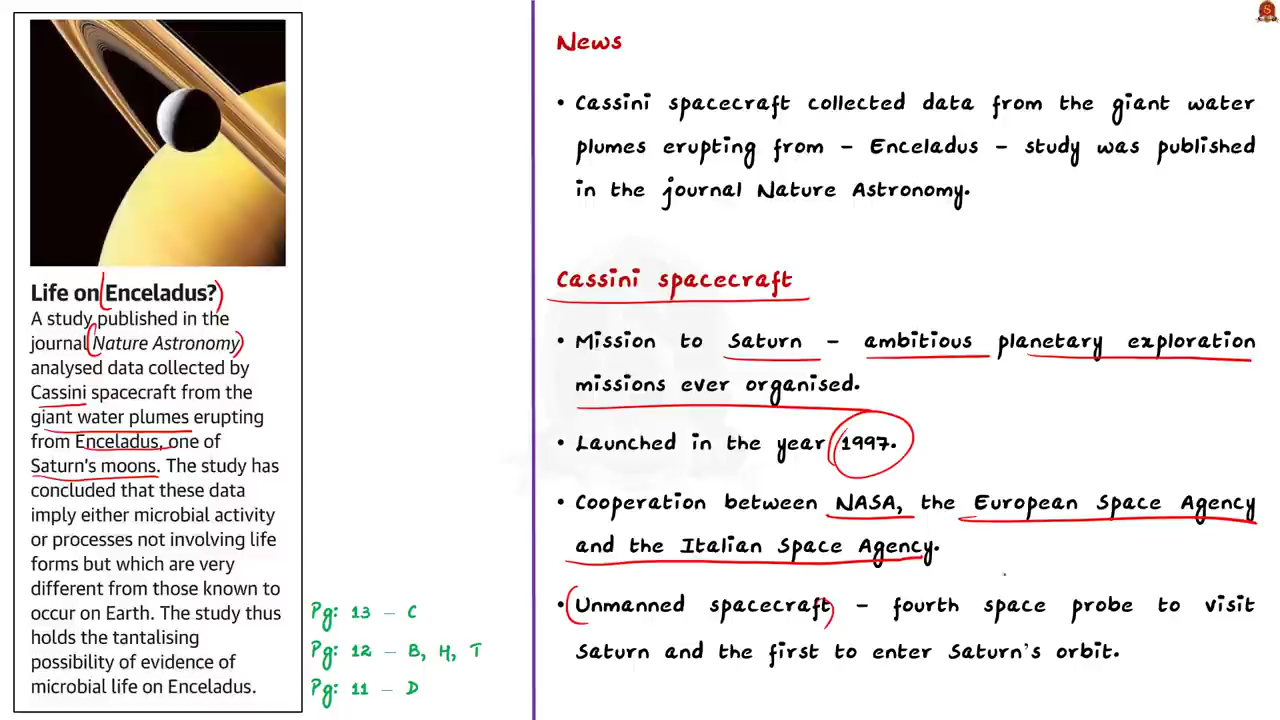 Life on Enceladus?
A study published in the
journal Nature Astronomy
analysed data collected by
Cassini spacecraft from the
giant water plumes erupting
from Enceladus, one of
Saturn's moons. The study has
concluded that these data
imply either microbial activity
or processes not involving life
forms but which are very
different from those known to
occur on Earth. The study thus
holds the tantalising
possibility of evidence of
microbial life on Enceladus.
Pg: 13 – C
Pg: 12 – B, H, T
Pg: 11 – D
News
• Cassini spacecraft collected data from the giant water
plumes erupting from – Enceladus – study was published
in the journal Nature Astronomy.
Cassini spacecraft
• Mission to Saturn – ambitious planetary exploration
missions ever organised.
• Launched in the year 1997.
• Cooperation between NASA, the European Space Agency
and the Italian Space Agency.
• Unmanned spacecraft – fourth space probe to visit
Saturn and the first to enter Saturn's orbit.